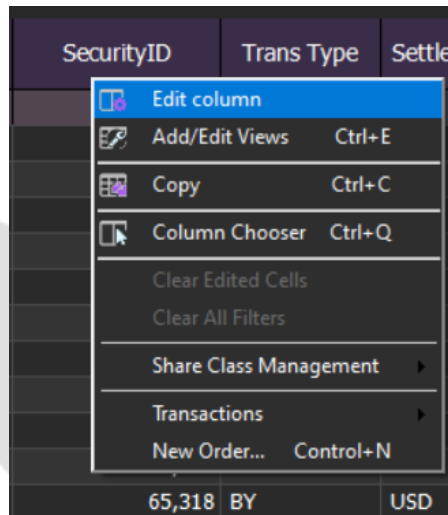 SecurityID Trans Type Settle
Edit column
Add/Edit Views Ctrl+E
Copy Ctrl+C
Column Chooser Ctrl+Q
Clear Edited Cells
Clear All Filters
Share Class Management
Transactions
New Order... Control+N
65,318 BY USD